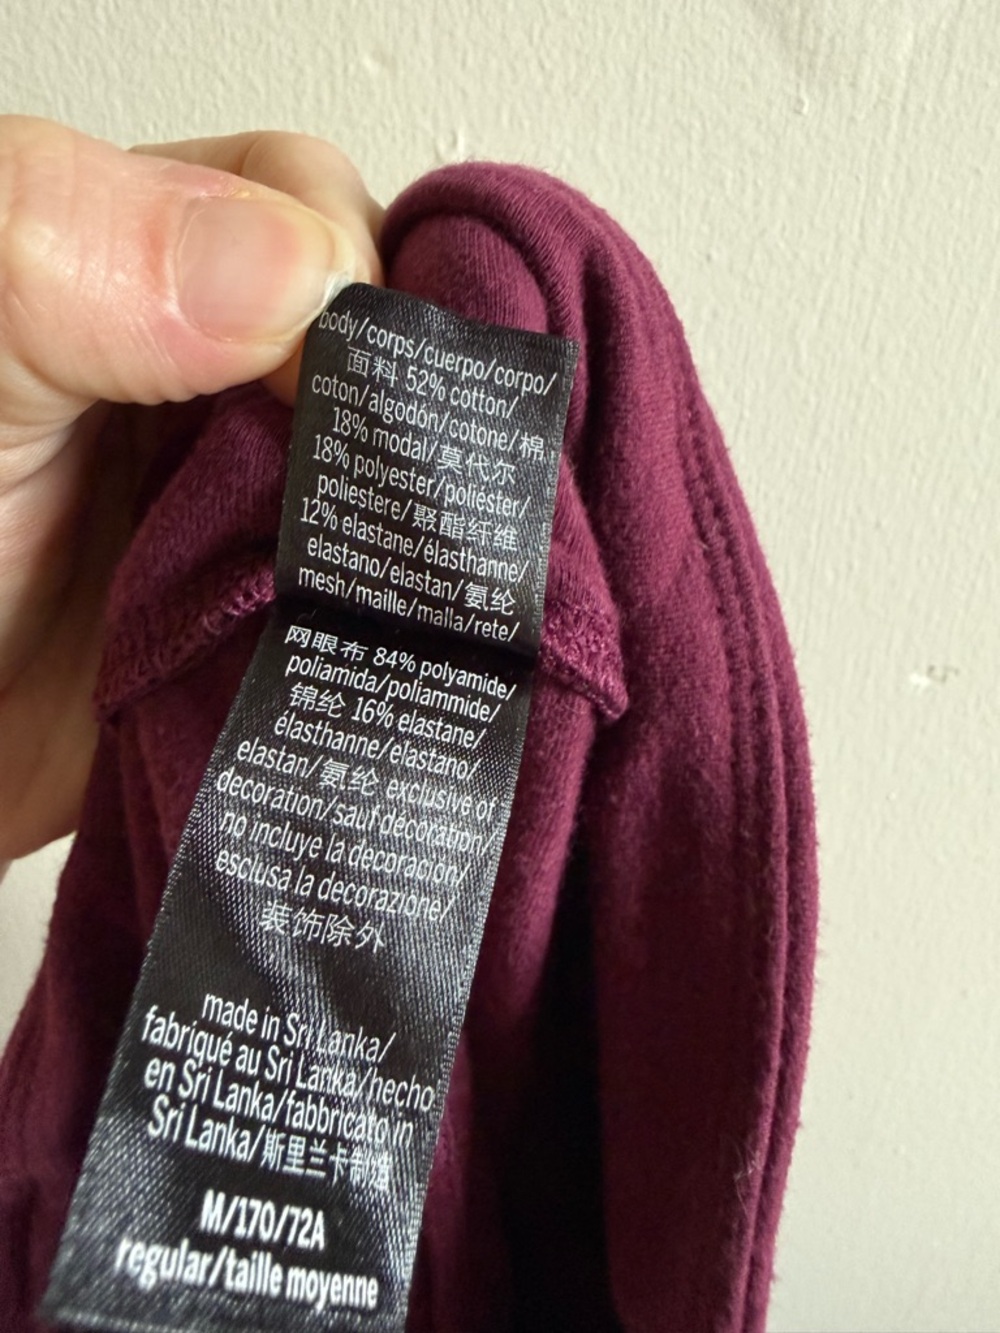 body/corps/cuerpo/corpo/
面料 52% cotton/
coton/algodón/cotone/棉
18% modal/莫代尔
18% polyester/poliéster/
poliestere/聚酯纤维
12% elastane/élasthanne/
elastano/elastan/氨纶
mesh/maille/malla/rete/
网眼布 84% polyamide/
poliamida/poliammide/
锦纶 16% elastane/
élasthanne/elastano/
elastan/氨纶 exclusive of
decoration/sauf décoration/
no incluye la decoración/
esclusa la decorazione/
装饰除外
made in Sri Lanka/
fabriqué au Sri Lanka/hecho
en Sri Lanka/fabbricato in
Sri Lanka/斯里兰卡制造
M/170/72A
regular/taille moyenne